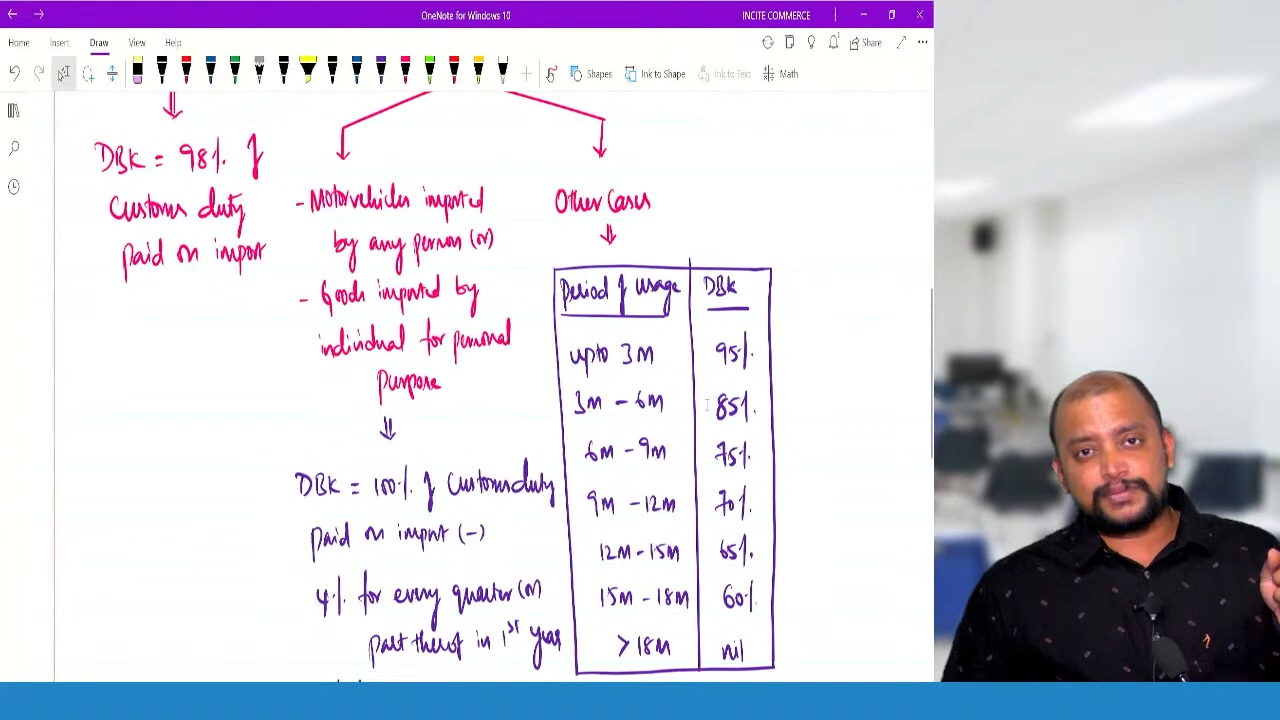 OneNote for Windows 10
INCITE COMMERCE
Home Insert Draw View Help
Share
Shapes
Ink to Shape
Ink to Text
Math
DBK = 98% of
Customs duty
paid on import
- Motorvehicles imported
by any person (or)
- Goods imported by
individual for personal
purpose
DBK = 100% of Customs duty
paid on import (-)
4% for every quarter (or)
part thereof in 1st year
Other Cases
Period of usage DBK
upto 3M 95%
3M - 6M 85%
6M - 9M 75%
9M - 12M 70%
12M - 15M 65%
15M - 18M 60%
> 18M nil